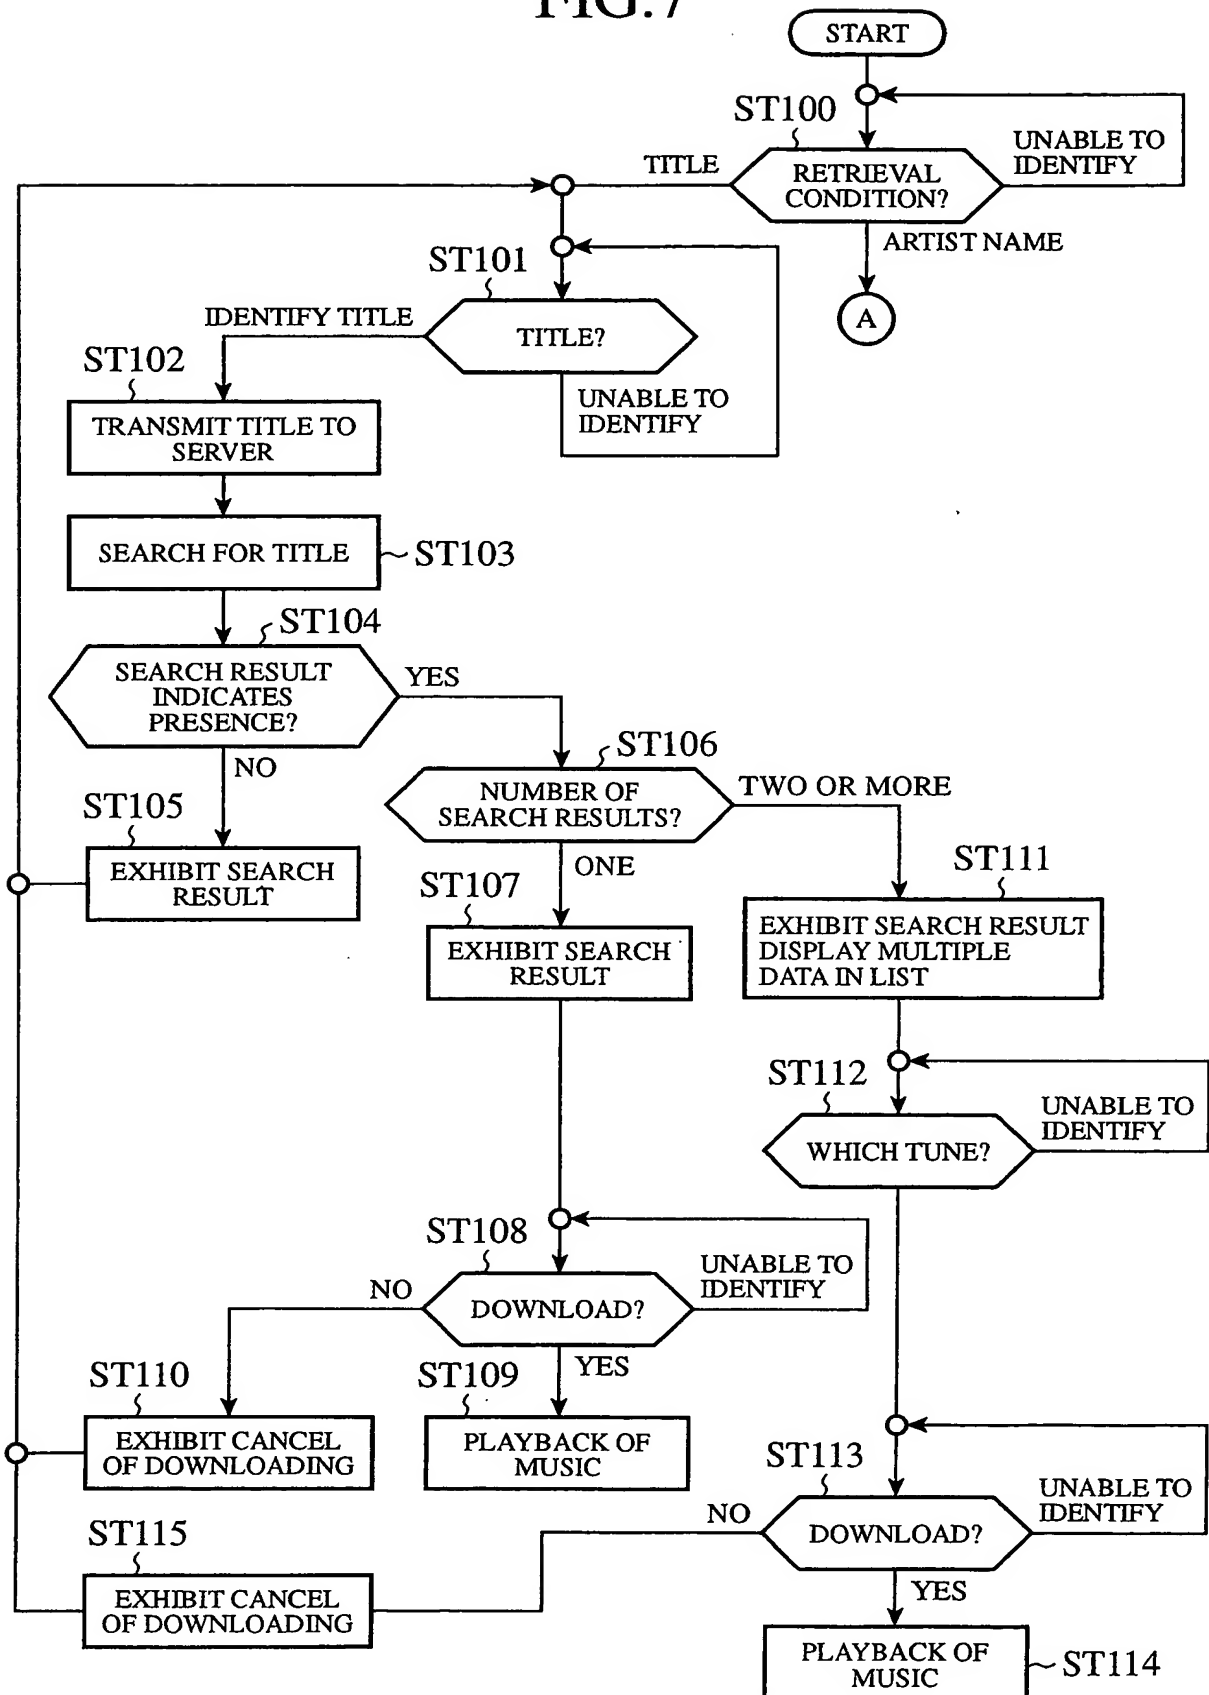 FIG.7
START
ST100
RETRIEVAL
CONDITION?
UNABLE TO
IDENTIFY
TITLE
ARTIST NAME
A
ST101
TITLE?
IDENTIFY TITLE
UNABLE TO
IDENTIFY
ST102
TRANSMIT TITLE TO
SERVER
SEARCH FOR TITLE
ST103
ST104
SEARCH RESULT
INDICATES
PRESENCE?
YES
NO
ST105
EXHIBIT SEARCH
RESULT
ST106
NUMBER OF
SEARCH RESULTS?
TWO OR MORE
ONE
ST107
EXHIBIT SEARCH
RESULT
ST111
EXHIBIT SEARCH RESULT
DISPLAY MULTIPLE
DATA IN LIST
ST112
WHICH TUNE?
UNABLE TO
IDENTIFY
ST108
DOWNLOAD?
UNABLE TO
IDENTIFY
NO
YES
ST110
EXHIBIT CANCEL
OF DOWNLOADING
ST109
PLAYBACK OF
MUSIC
ST113
DOWNLOAD?
UNABLE TO
IDENTIFY
NO
YES
ST115
EXHIBIT CANCEL
OF DOWNLOADING
PLAYBACK OF
MUSIC
ST114